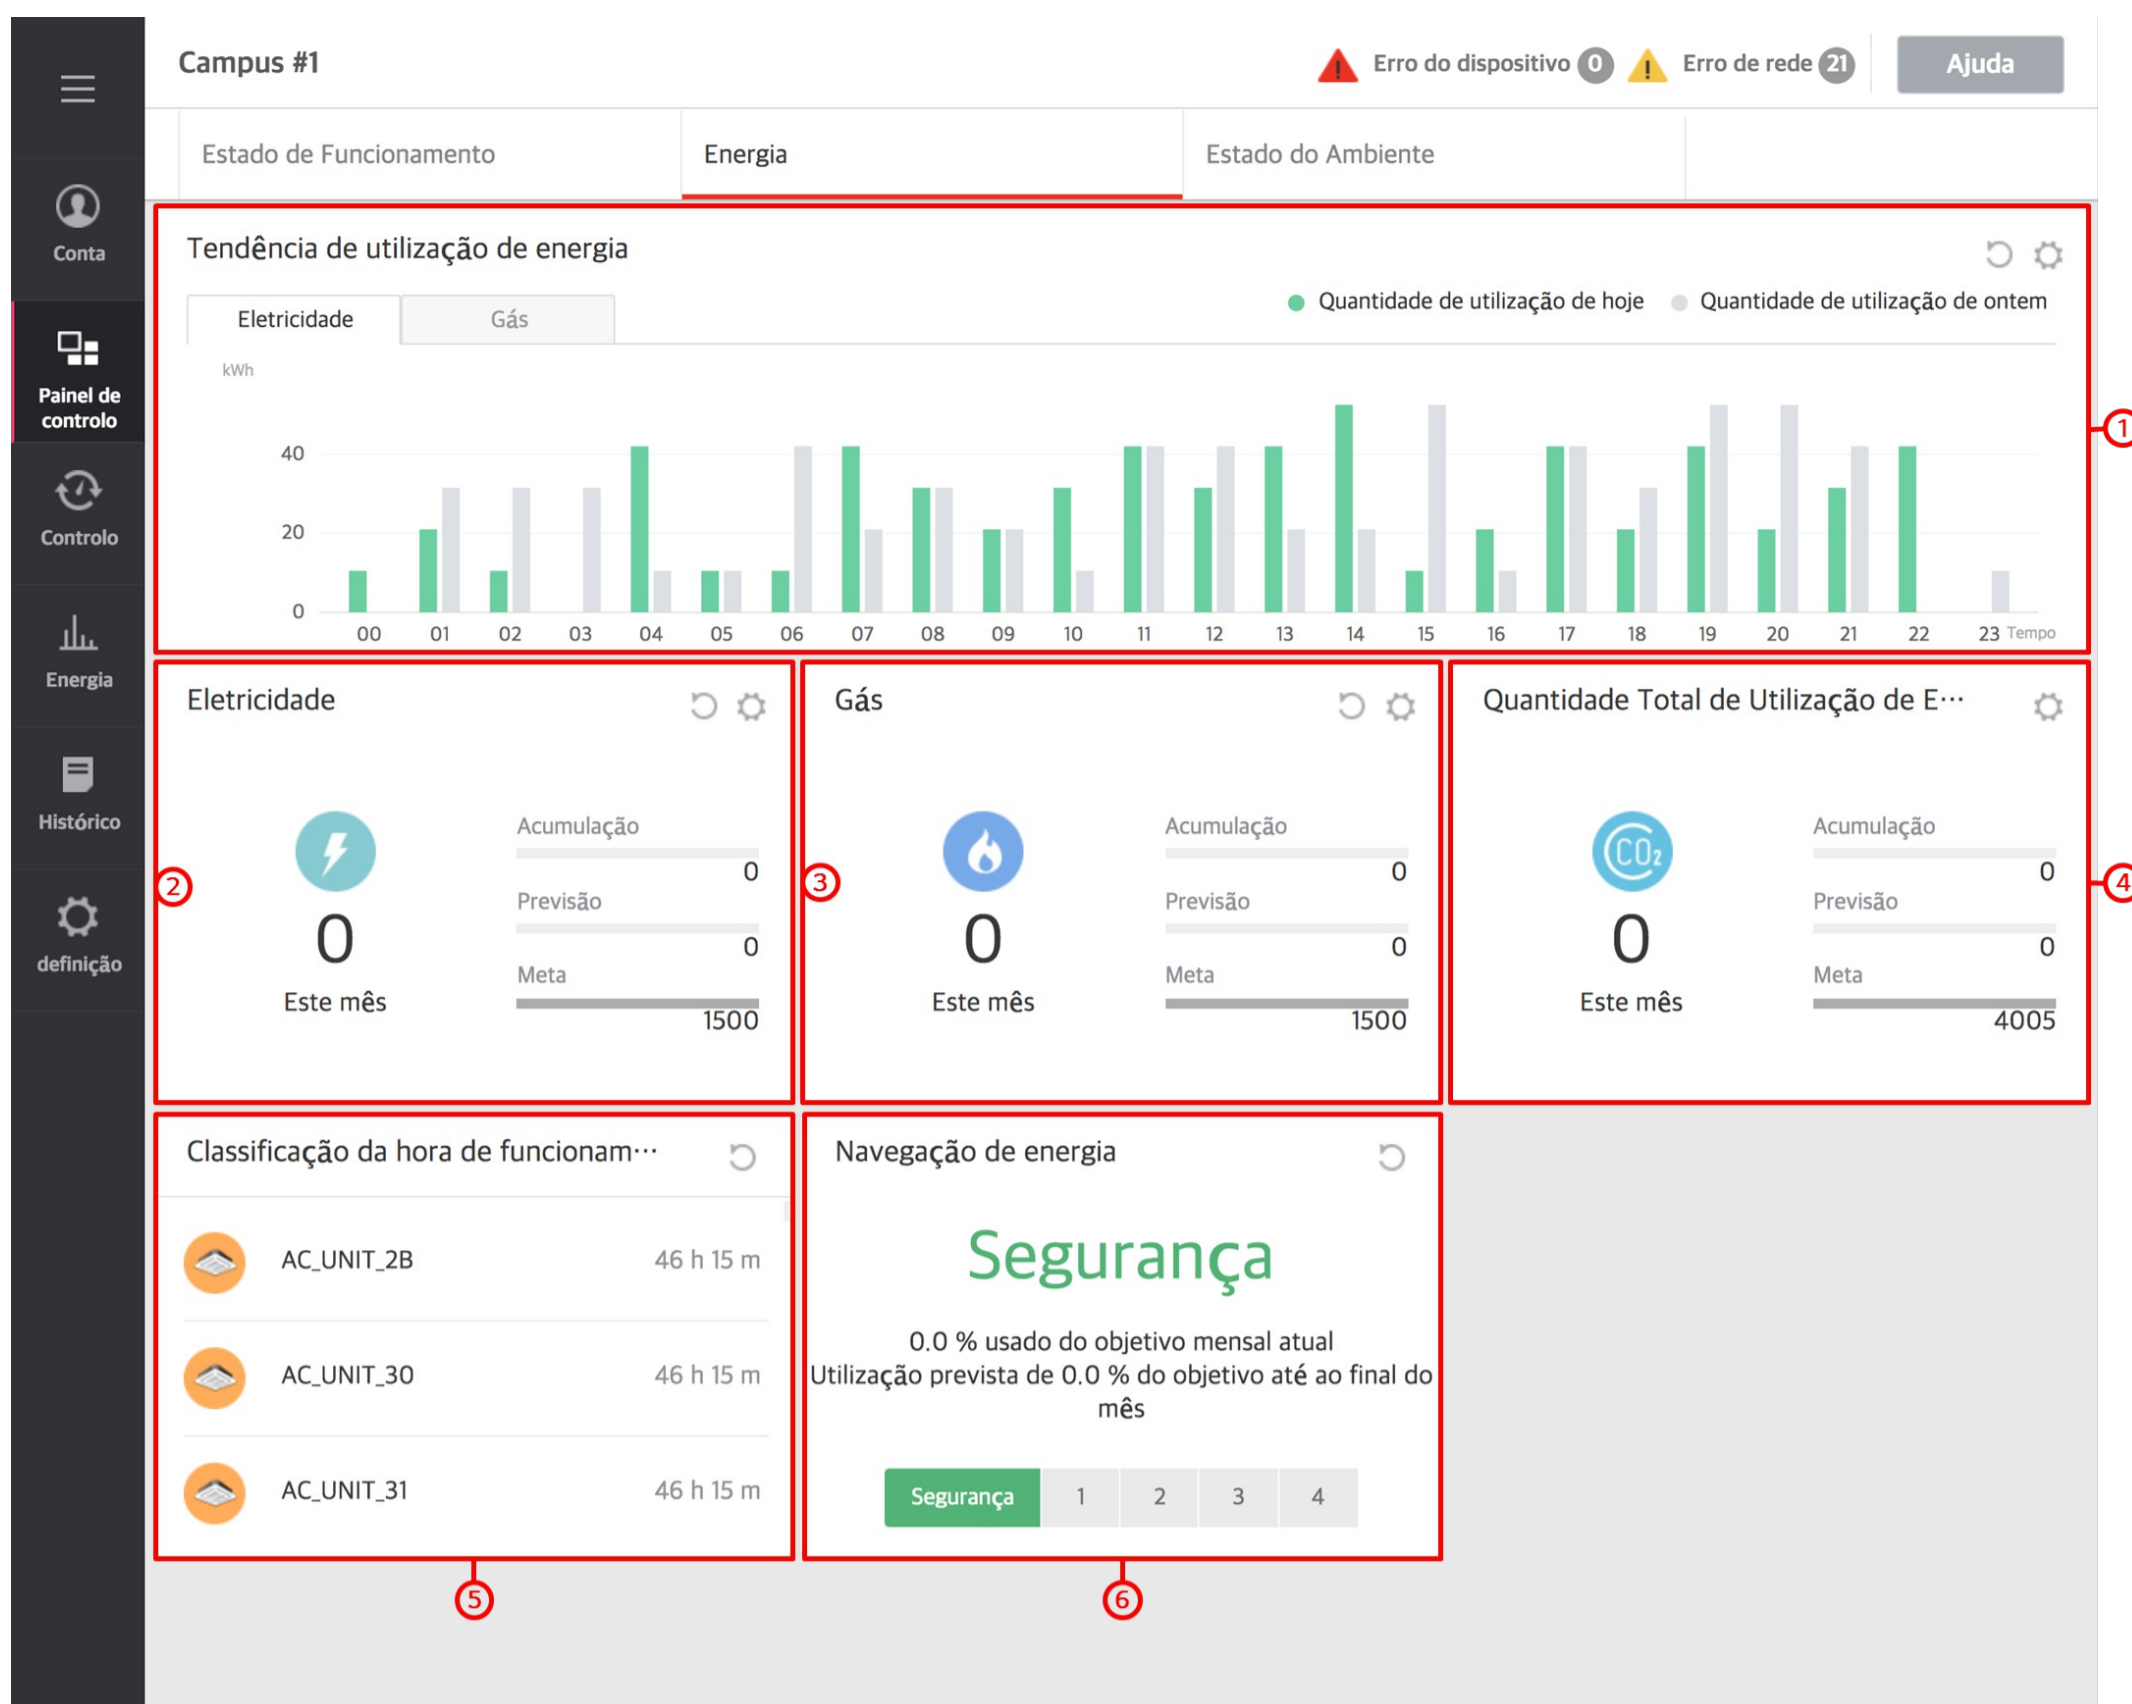 Campus #1
Erro do dispositivo 0
Erro de rede 21
Ajuda
Conta
Painel de
controlo
Controlo
Energia
Histórico
definição
Estado de Funcionamento
Energia
Estado do Ambiente
Tendência de utilização de energia
Eletricidade
Gás
Quantidade de utilização de hoje
Quantidade de utilização de ontem
kWh
40
20
0
00 01 02 03 04 05 06 07 08 09 10 11 12 13 14 15 16 17 18 19 20 21 22 23 Tempo
1
Eletricidade
Acumulação
0
Previsão
0
Meta
1500
0
Este mês
2
Gás
Acumulação
0
Previsão
0
Meta
1500
0
Este mês
3
Quantidade Total de Utilização de E···
CO2
Acumulação
0
Previsão
0
Meta
4005
0
Este mês
4
Classificação da hora de funcionam···
AC_UNIT_2B 46 h 15 m
AC_UNIT_30 46 h 15 m
AC_UNIT_31 46 h 15 m
5
Navegação de energia
Segurança
0.0 % usado do objetivo mensal atual
Utilização prevista de 0.0 % do objetivo até ao final do
mês
Segurança 1 2 3 4
6